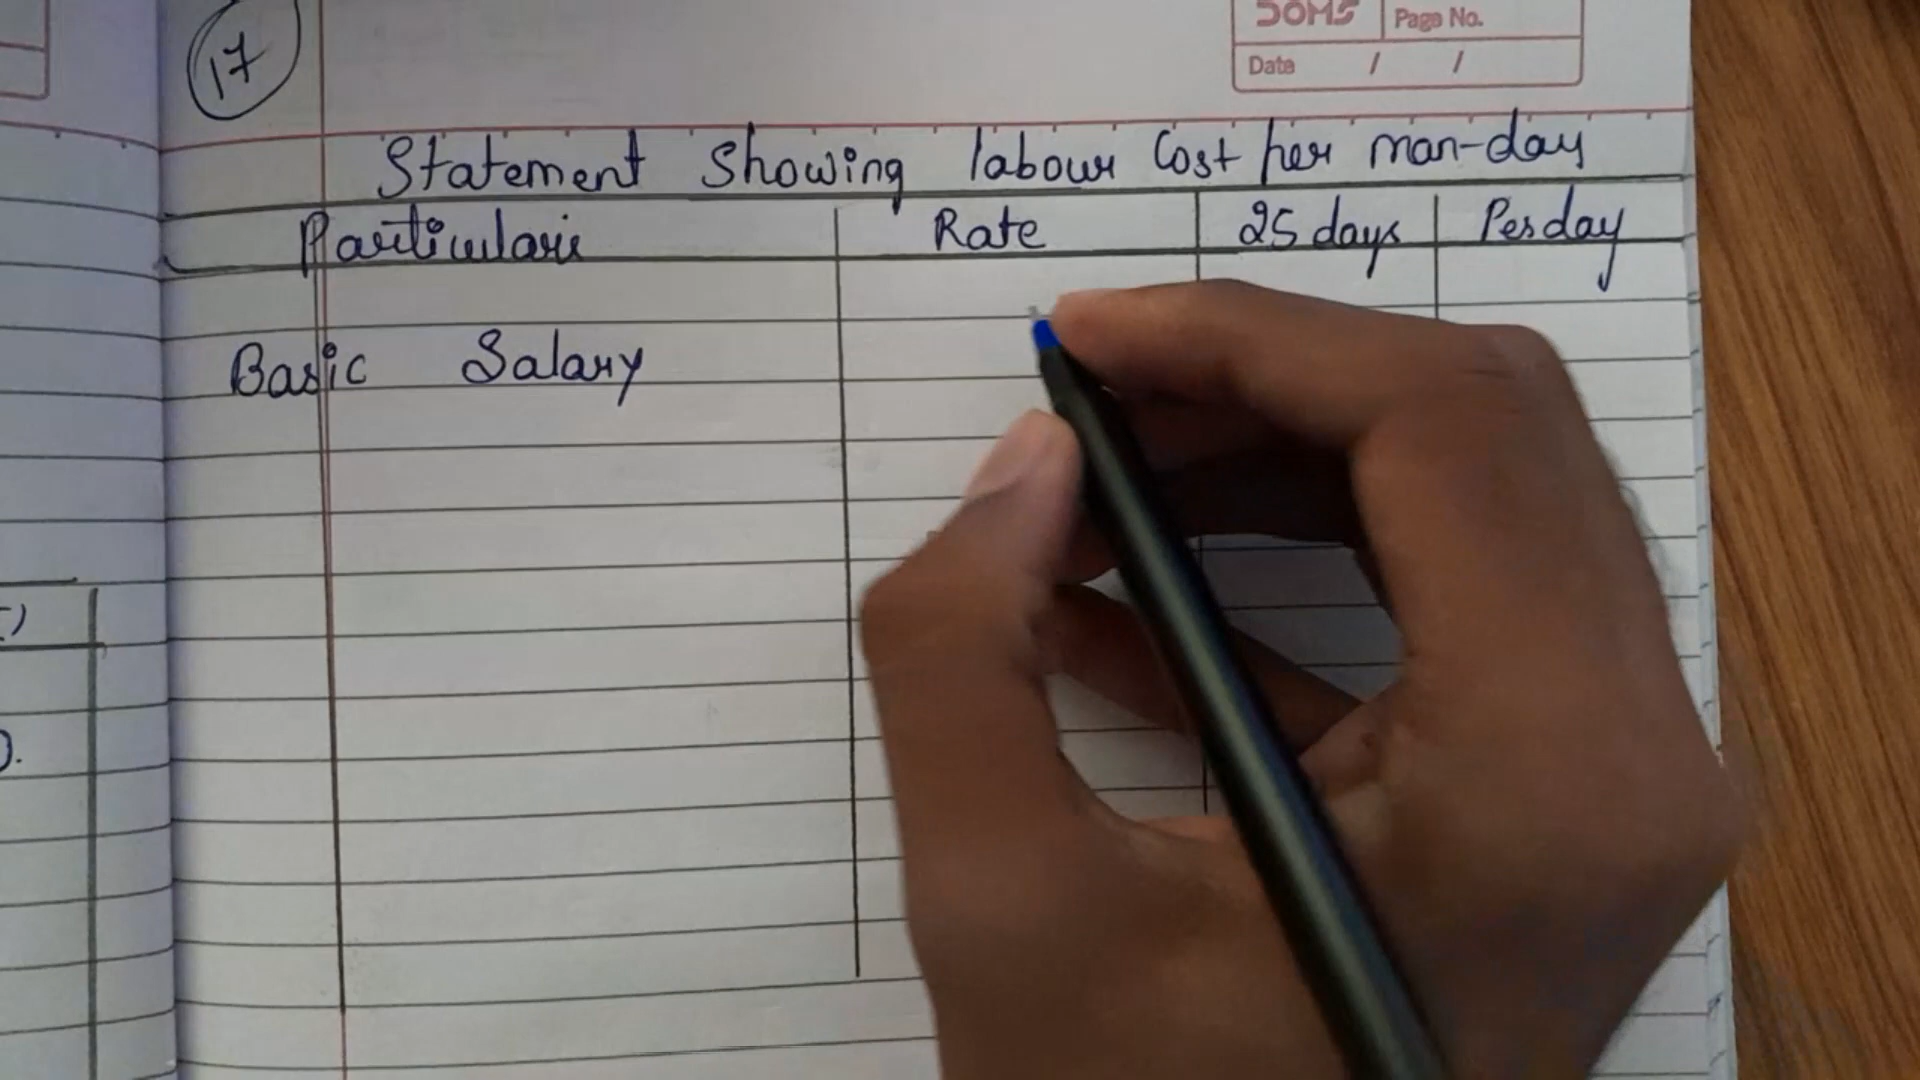 17
DOMS Page No.
Date / /
Statement Showing labour Cost per man-day
Particulars Rate 25 days Per day
Basic Salary